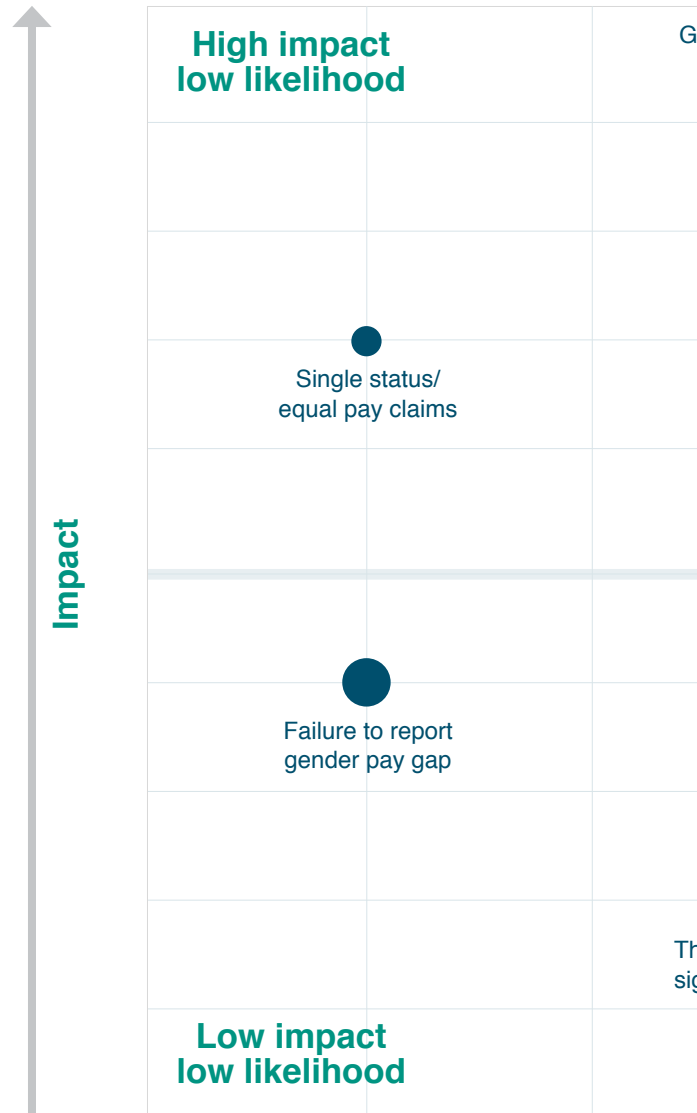 High impact
low likelihood
Single status/
equal pay claims
Impact
Failure to report
gender pay gap
Low impact
low likelihood